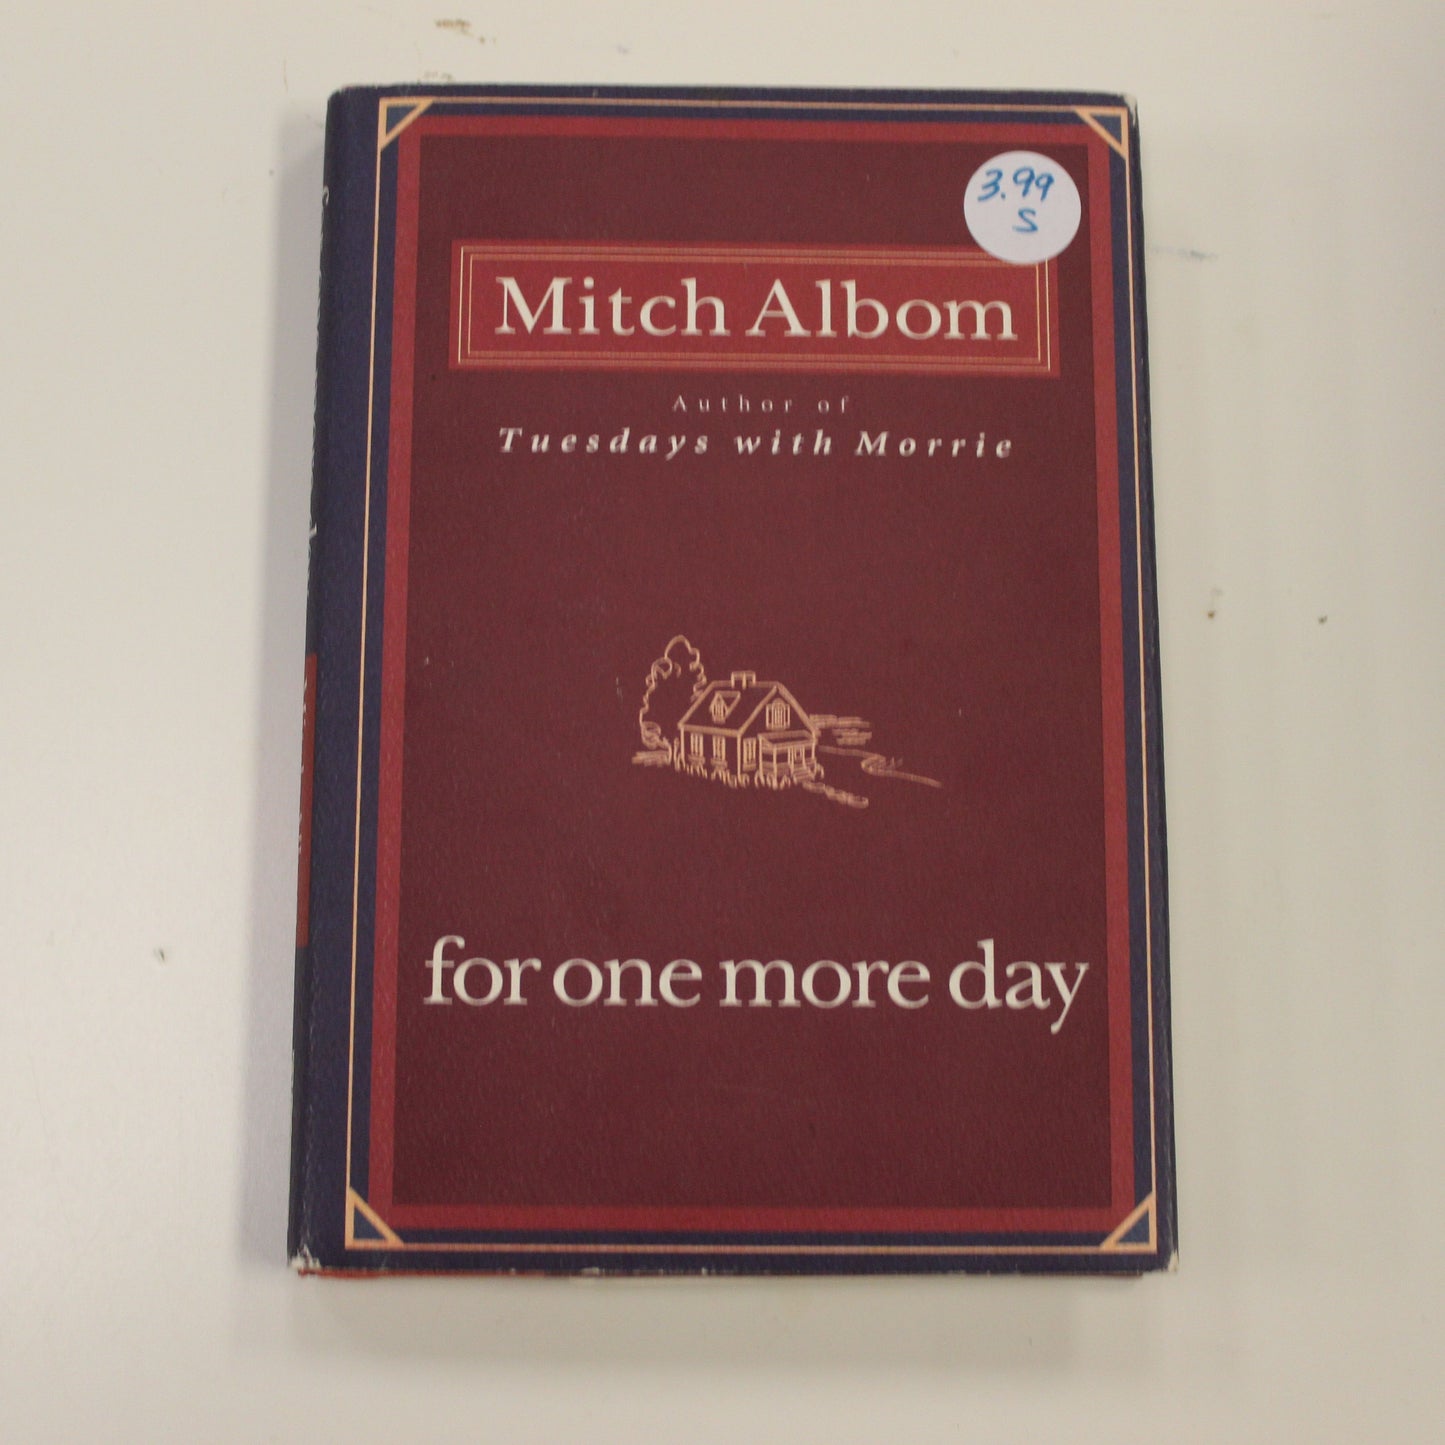 3.99
S
Mitch Albom
Author of
Tuesdays with Morrie
for one more day